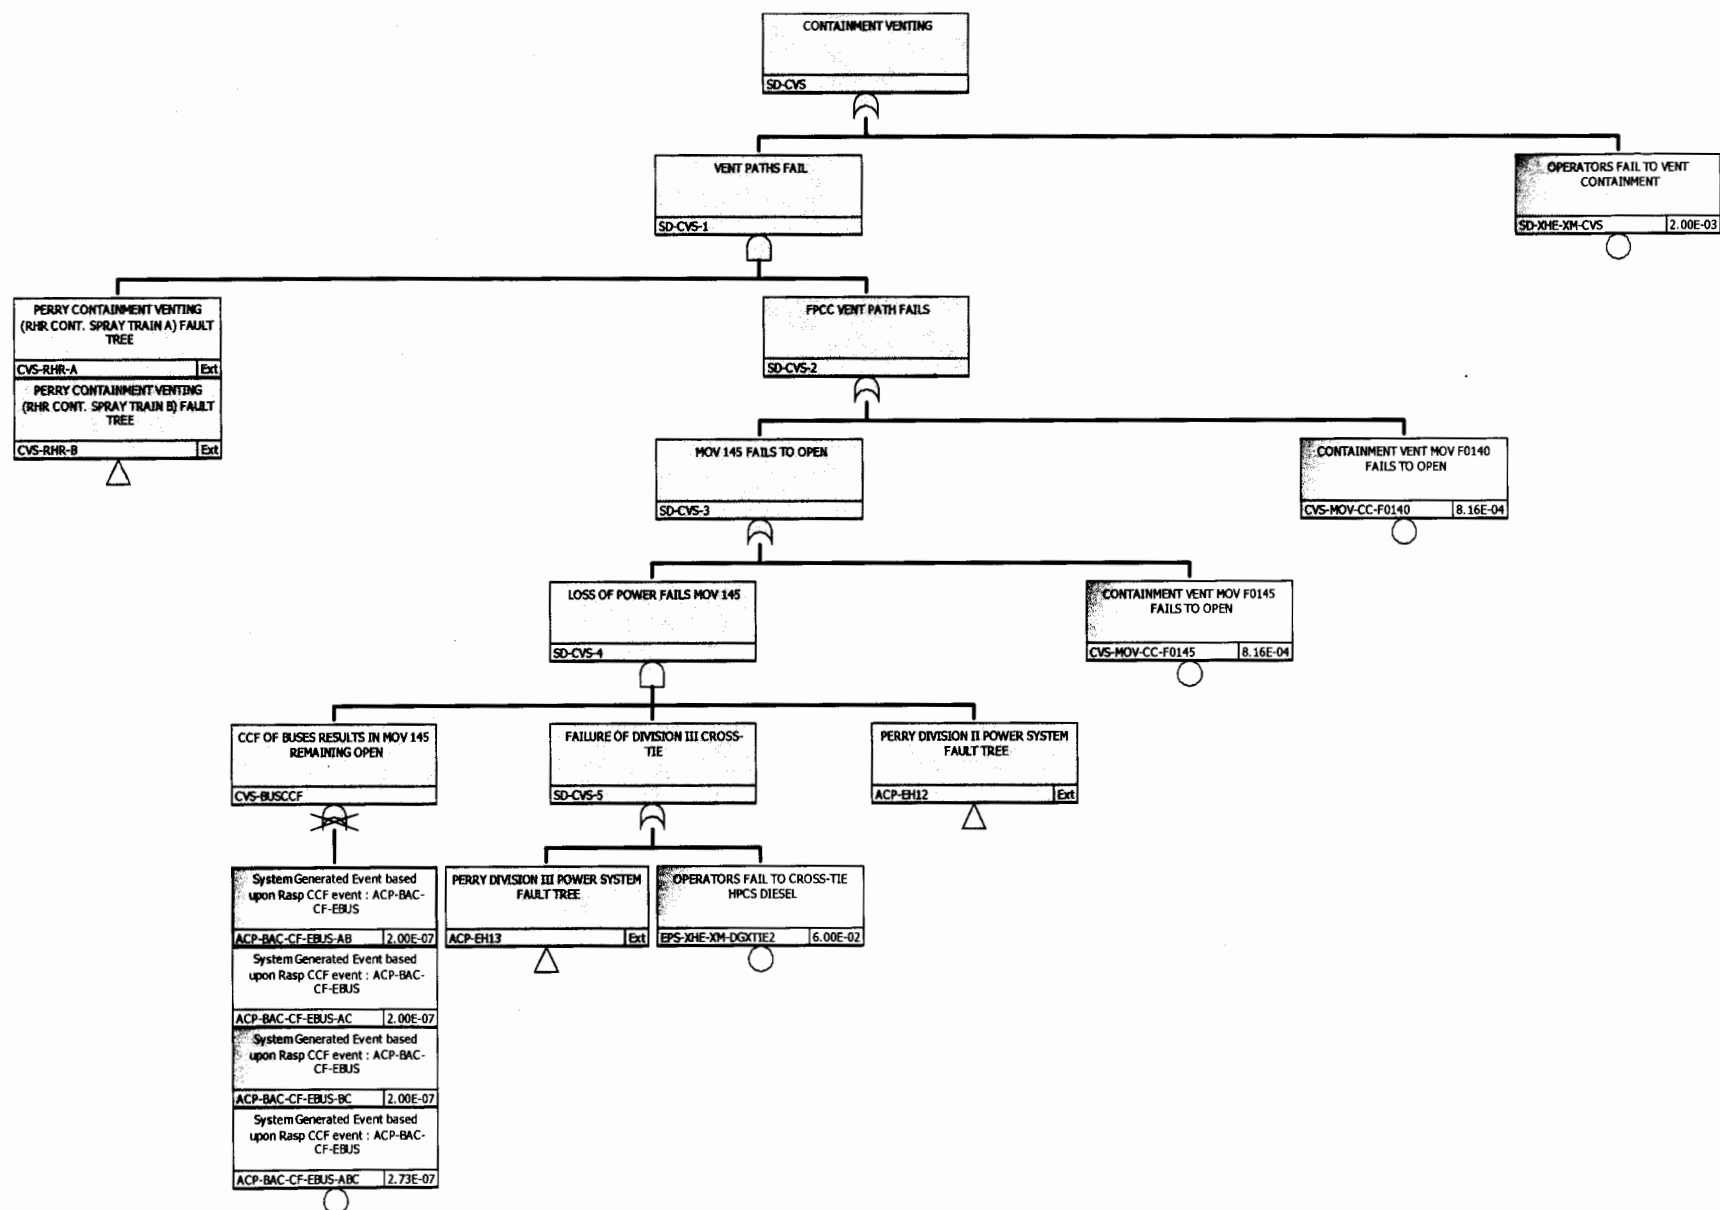 CONTAINMENT VENTING
SD-CVS
VENT PATHS FAIL
SD-CVS-1
OPERATORS FAIL TO VENT
CONTAINMENT
SD-XHE-XM-CVS 2.00E-03
PERRY CONTAINMENT VENTING
(RHR CONT. SPRAY TRAIN A) FAULT
TREE
CVS-RHR-A Ext
PERRY CONTAINMENT VENTING
(RHR CONT. SPRAY TRAIN B) FAULT
TREE
CVS-RHR-B Ext
FPCC VENT PATH FAILS
SD-CVS-2
MOV 145 FAILS TO OPEN
SD-CVS-3
CONTAINMENT VENT MOV F0140
FAILS TO OPEN
CVS-MOV-CC-F0140 8.16E-04
LOSS OF POWER FAILS MOV 145
SD-CVS-4
CONTAINMENT VENT MOV F0145
FAILS TO OPEN
CVS-MOV-CC-F0145 8.16E-04
CCF OF BUSES RESULTS IN MOV 145
REMAINING OPEN
CVS-BUSCCF
FAILURE OF DIVISION III CROSS-
TIE
SD-CVS-5
PERRY DIVISION II POWER SYSTEM
FAULT TREE
ACP-EH12 Ext
System Generated Event based
upon Rasp CCF event : ACP-BAC-
CF-EBUS
ACP-BAC-CF-EBUS-AB 2.00E-07
System Generated Event based
upon Rasp CCF event : ACP-BAC-
CF-EBUS
ACP-BAC-CF-EBUS-AC 2.00E-07
System Generated Event based
upon Rasp CCF event : ACP-BAC-
CF-EBUS
ACP-BAC-CF-EBUS-BC 2.00E-07
System Generated Event based
upon Rasp CCF event : ACP-BAC-
CF-EBUS
ACP-BAC-CF-EBUS-ABC 2.73E-07
PERRY DIVISION III POWER SYSTEM
FAULT TREE
ACP-EH13 Ext
OPERATORS FAIL TO CROSS-TIE
HPCS DIESEL
EPS-XHE-XM-DGXTIE2 6.00E-02